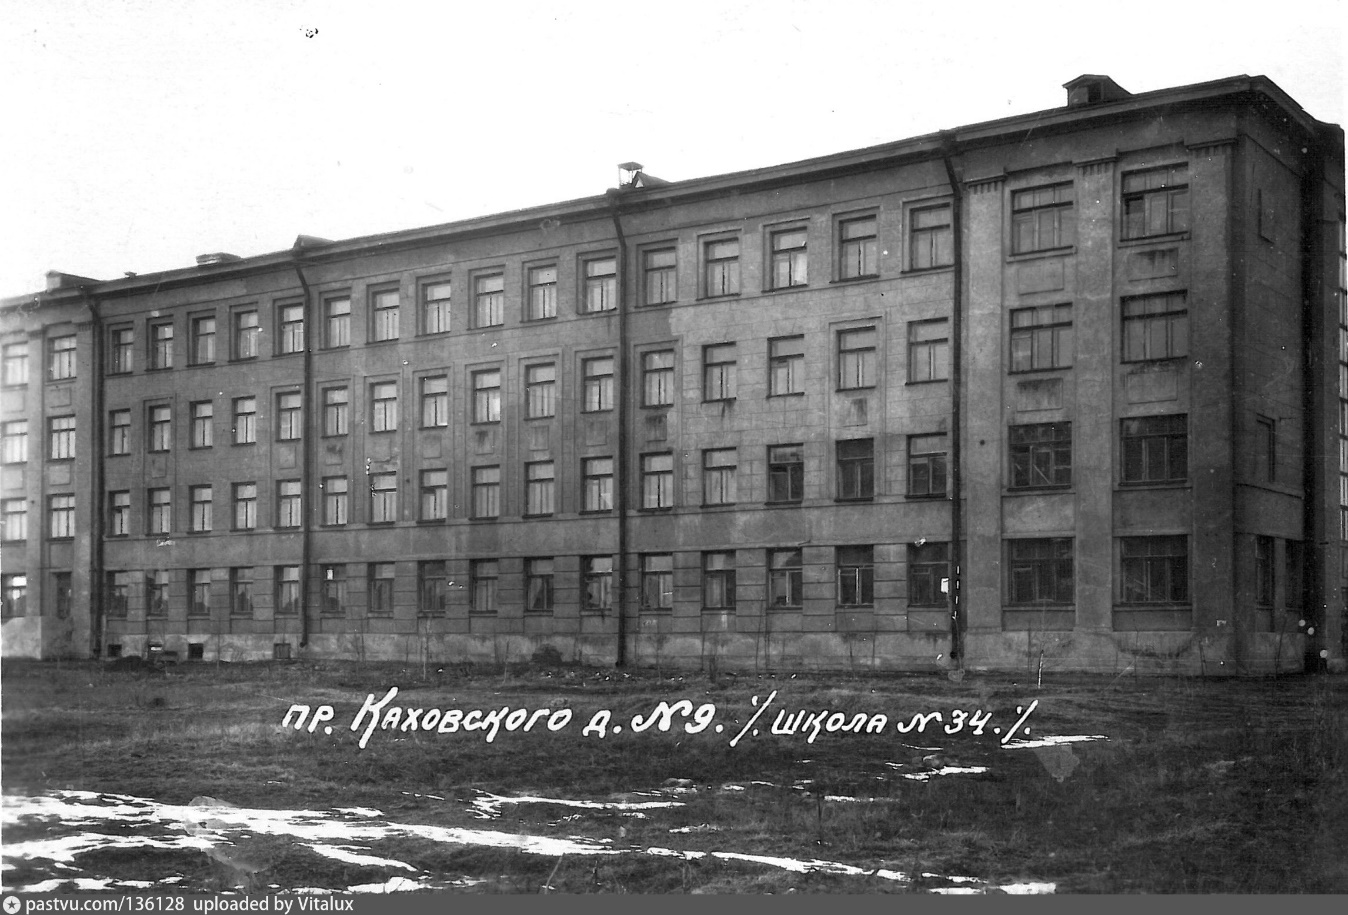 пр. Каховского д. №9. ·/. школа №34 ·/.
pastvu.com/136128 uploaded by Vitalux